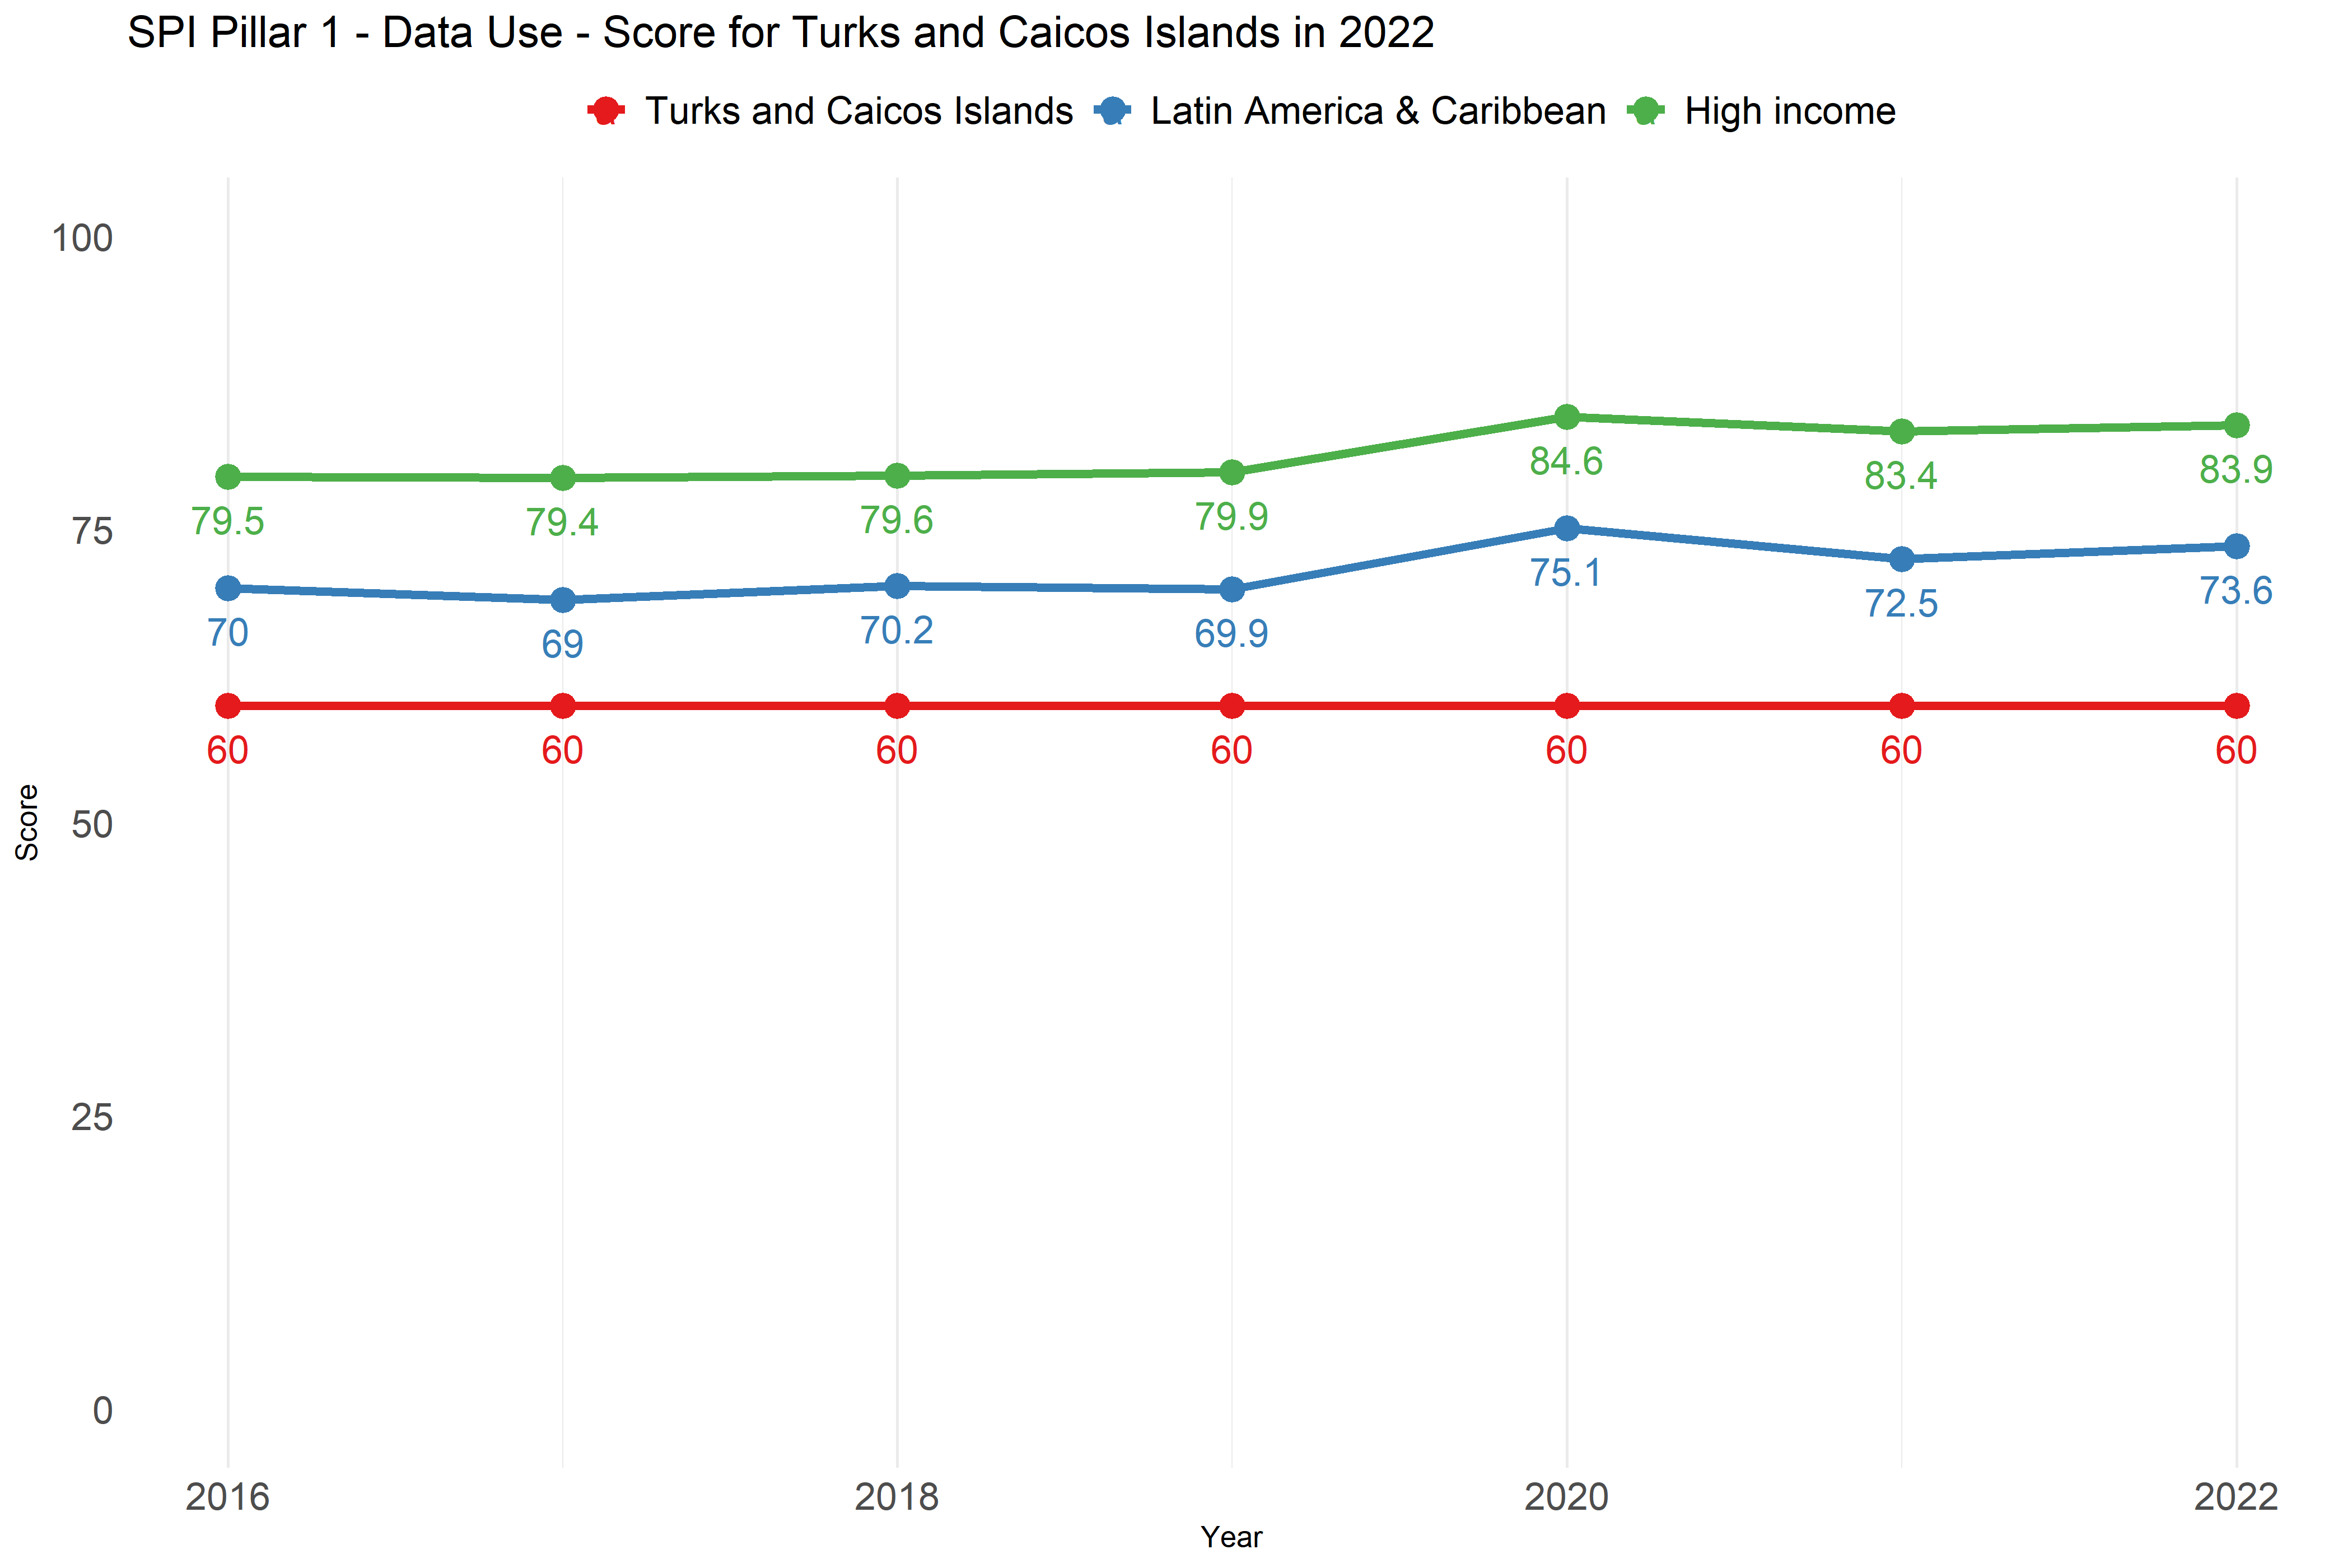 SPI Pillar 1 - Data Use - Score for Turks and Caicos Islands in 2022
Turks and Caicos Islands Latin America & Caribbean High income
100
75
50
25
0
Score
79.5 79.4 79.6 79.9 84.6 83.4 83.9
70 69 70.2 69.9 75.1 72.5 73.6
60 60 60 60 60 60 60
2016 2018 2020 2022
Year